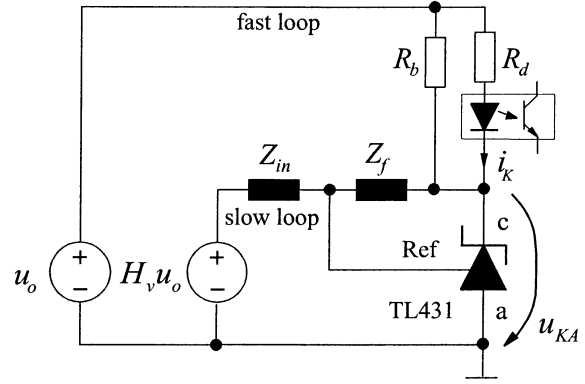 fast loop
R_b
R_d
Z_in
Z_f
i_K
slow loop
c
Ref
+
+
u_o
H_v u_o
−
−
TL431
a
u_KA